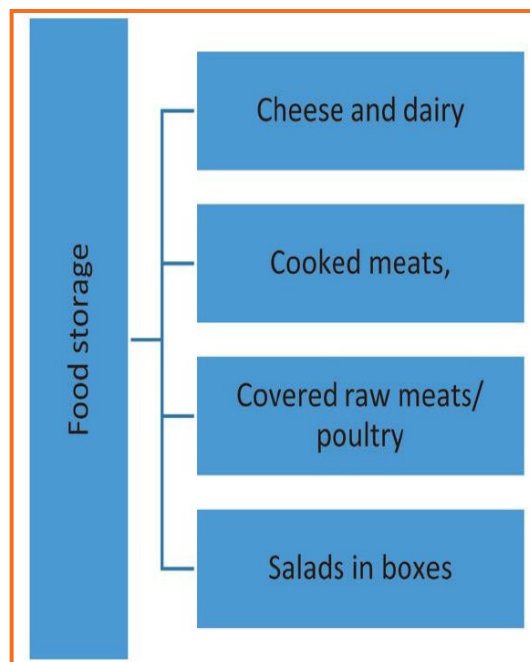 Food storage
Cheese and dairy
Cooked meats,
Covered raw meats/
poultry
Salads in boxes